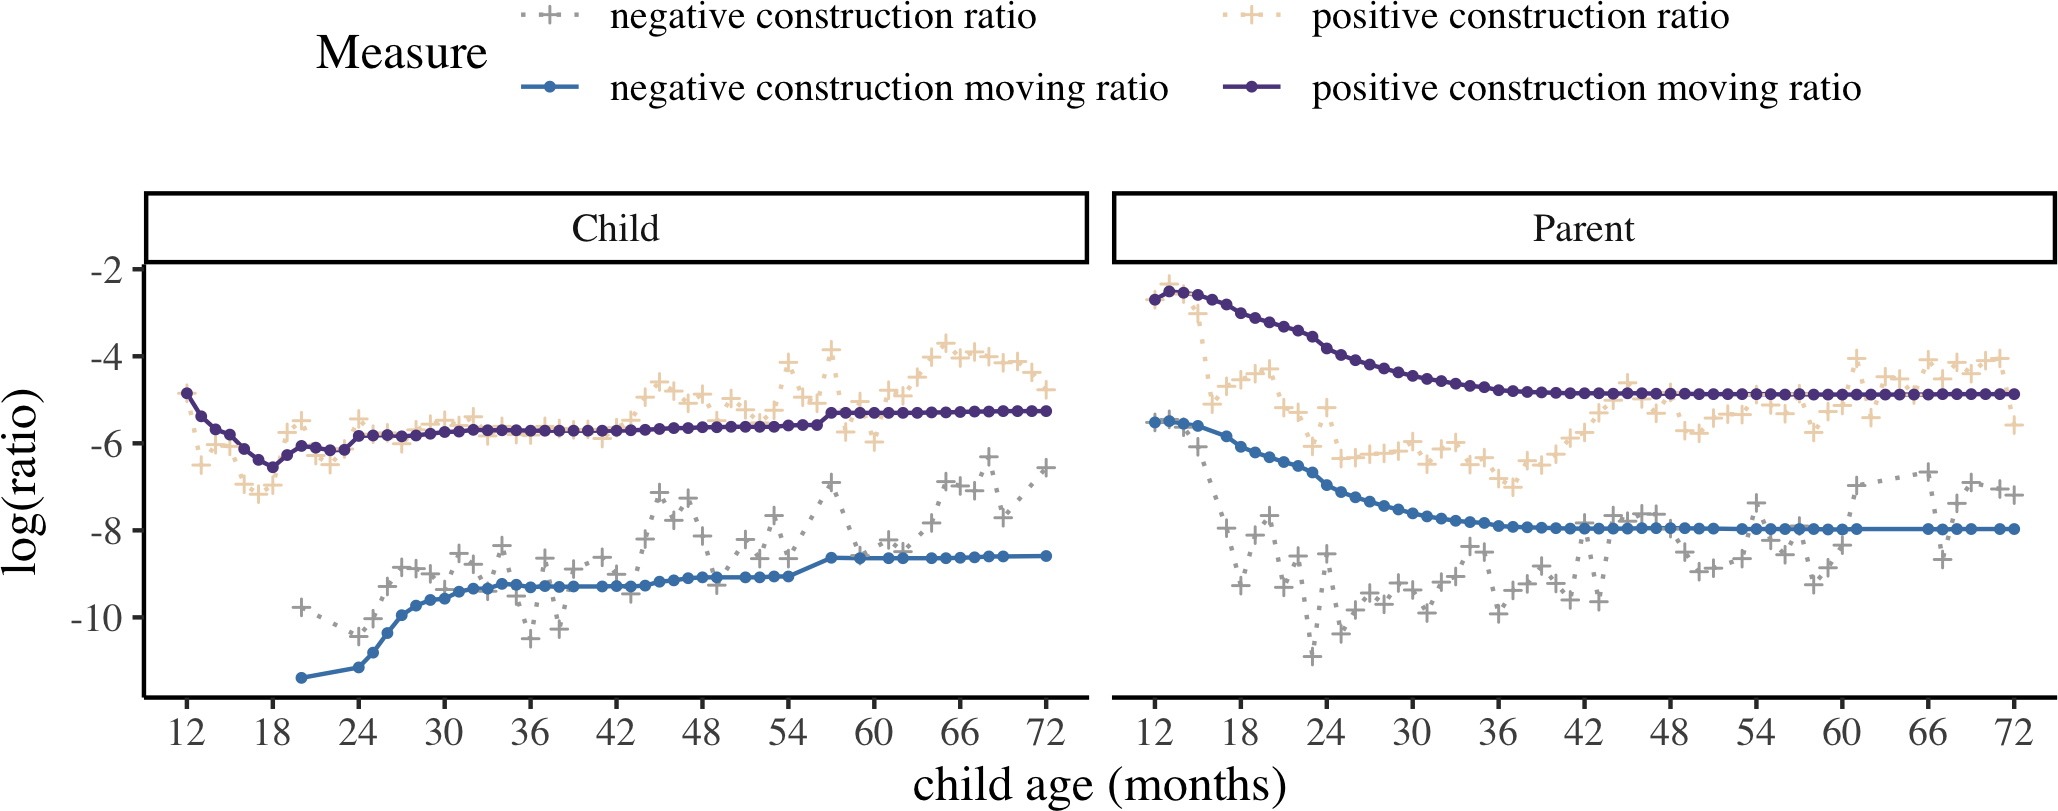 Measure
negative construction ratio
positive construction ratio
negative construction moving ratio
positive construction moving ratio
Child
Parent
log(ratio)
-2
-4
-6
-8
-10
12 18 24 30 36 42 48 54 60 66 72
12 18 24 30 36 42 48 54 60 66 72
child age (months)